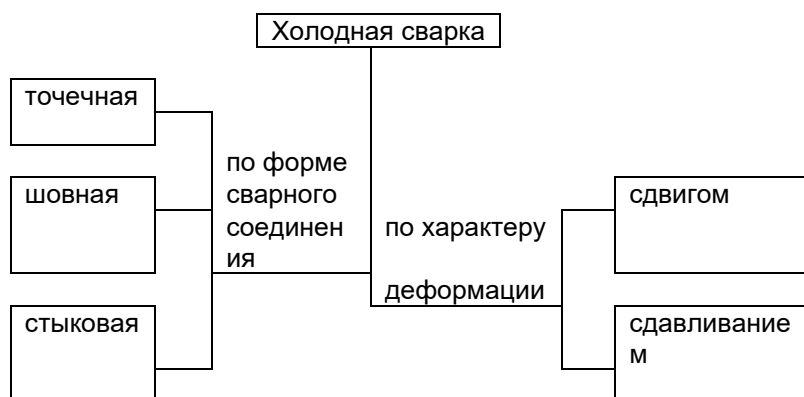 Холодная сварка
точечная
шовная
стыковая
по форме
сварного
соединен
ия
по характеру
деформации
сдвигом
сдавливание
м